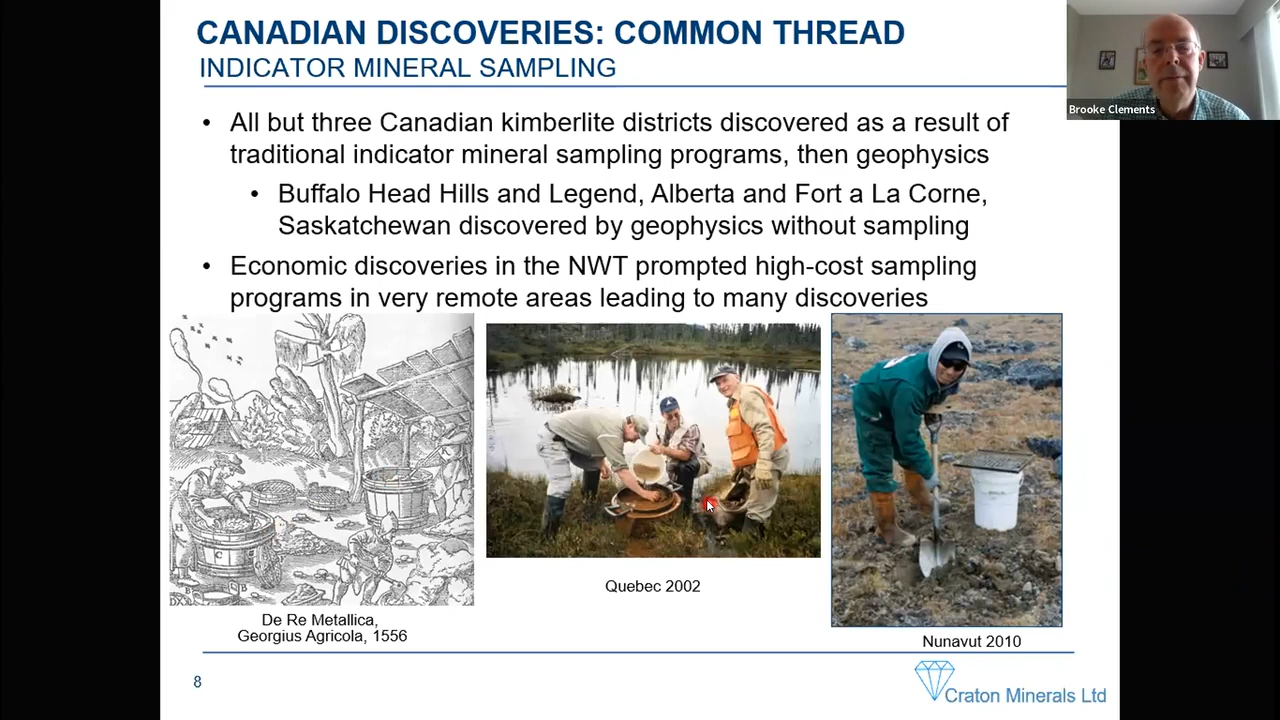 CANADIAN DISCOVERIES: COMMON THREAD
INDICATOR MINERAL SAMPLING
Brooke Clements
• All but three Canadian kimberlite districts discovered as a result of
traditional indicator mineral sampling programs, then geophysics
• Buffalo Head Hills and Legend, Alberta and Fort a La Corne,
Saskatchewan discovered by geophysics without sampling
• Economic discoveries in the NWT prompted high-cost sampling
programs in very remote areas leading to many discoveries
De Re Metallica,
Georgius Agricola, 1556
Quebec 2002
Nunavut 2010
8
Craton Minerals Ltd